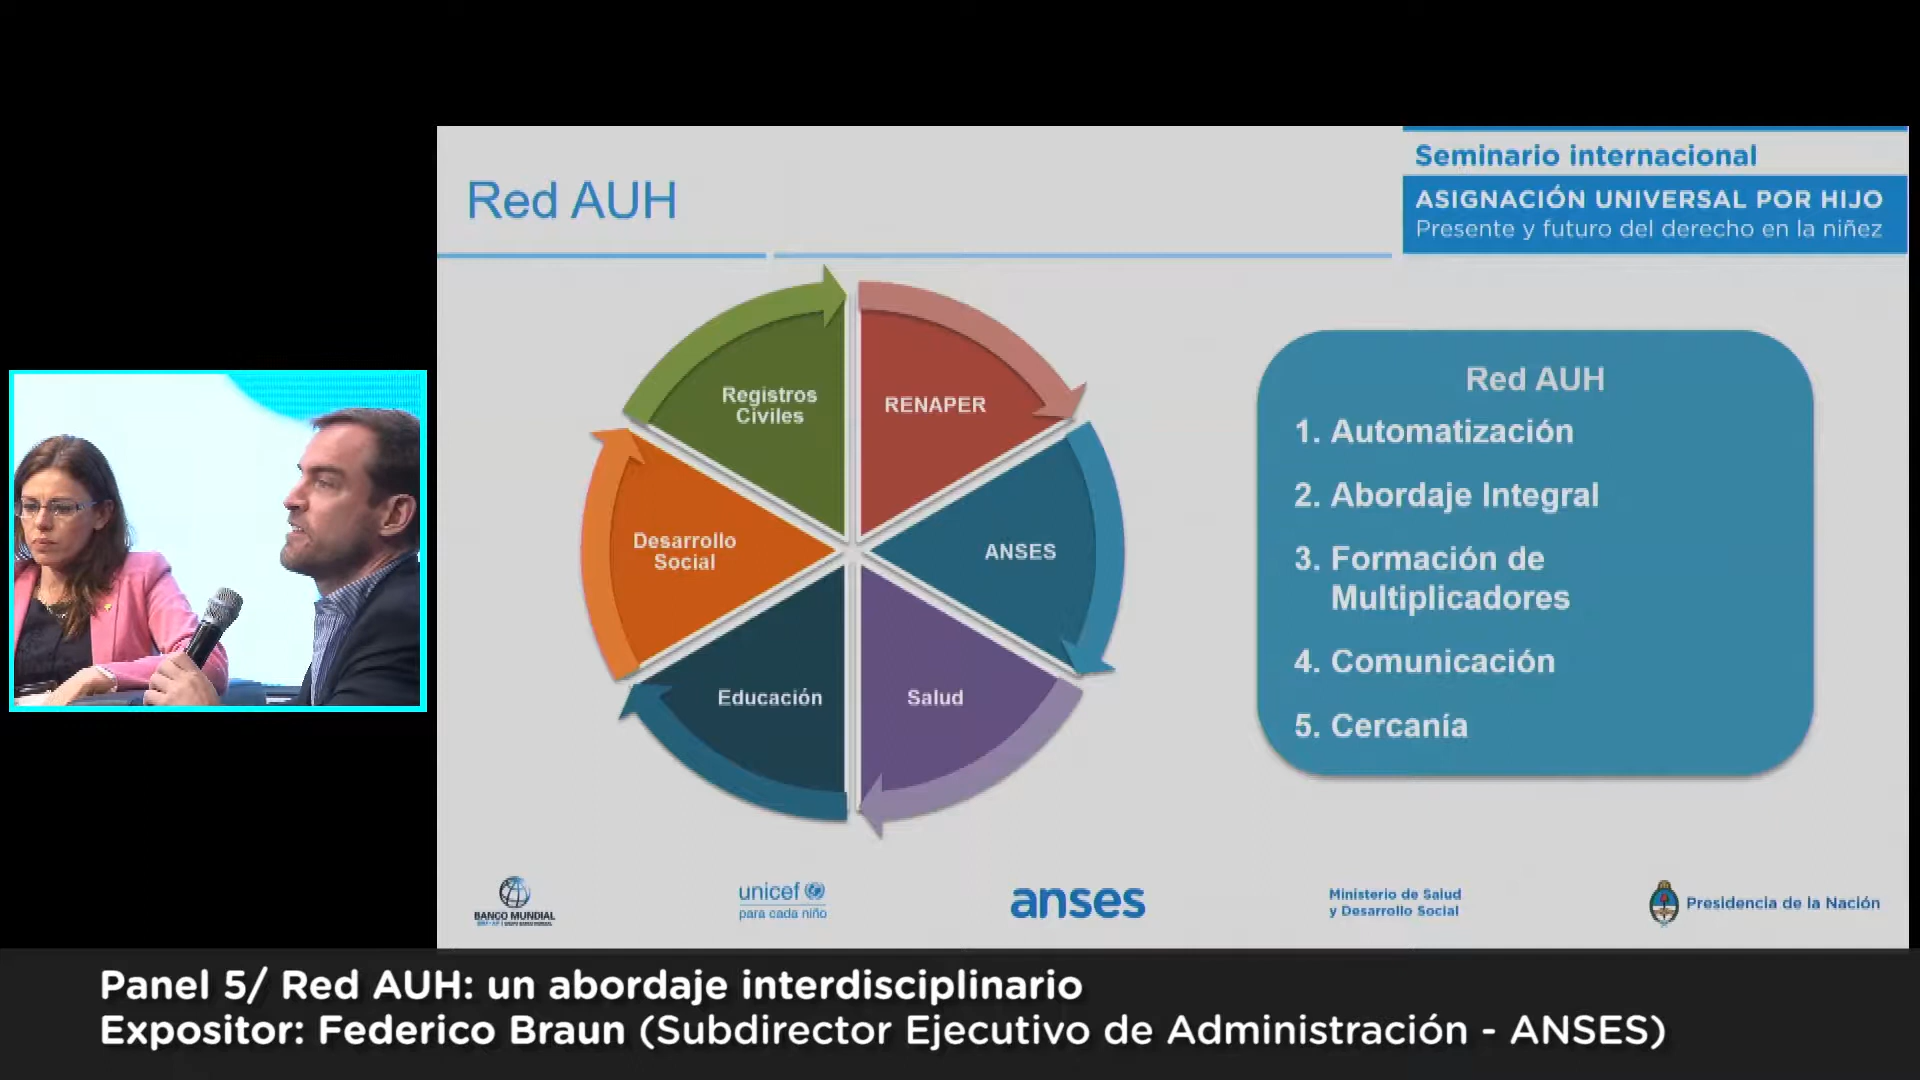 Red AUH
Seminario internacional
ASIGNACIÓN UNIVERSAL POR HIJO
Presente y futuro del derecho en la niñez
Registros
Civiles
RENAPER
Desarrollo
Social
ANSES
Educación
Salud
Red AUH
1. Automatización
2. Abordaje Integral
3. Formación de
Multiplicadores
4. Comunicación
5. Cercanía
BANCO MUNDIAL
unicef
para cada niño
anses
Ministerio de Salud
y Desarrollo Social
Presidencia de la Nación
Panel 5/ Red AUH: un abordaje interdisciplinario
Expositor: Federico Braun (Subdirector Ejecutivo de Administración - ANSES)